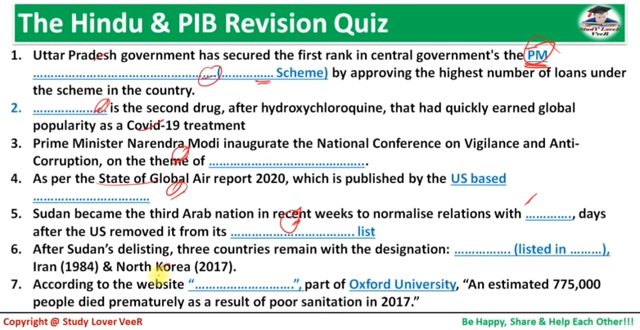 The Hindu & PIB Revision Quiz
StudY Lover
VeeR
1. Uttar Pradesh government has secured the first rank in central government's the PM
……………………………………………………(…………… Scheme) by approving the highest number of loans under
the scheme in the country.
2. …………………… is the second drug, after hydroxychloroquine, that had quickly earned global
popularity as a Covid-19 treatment
3. Prime Minister Narendra Modi inaugurate the National Conference on Vigilance and Anti-
Corruption, on the theme of ……………………………………………….
4. As per the State of Global Air report 2020, which is published by the US based
………………………………
5. Sudan became the third Arab nation in recent weeks to normalise relations with …………., days
after the US removed it from its ……………………………… list
6. After Sudan's delisting, three countries remain with the designation: …………… (listed in ………),
Iran (1984) & North Korea (2017).
7. According to the website “…………………………”, part of Oxford University, “An estimated 775,000
people died prematurely as a result of poor sanitation in 2017.”
Copyright @ Study Lover VeeR
Be Happy, Share & Help Each Other!!!